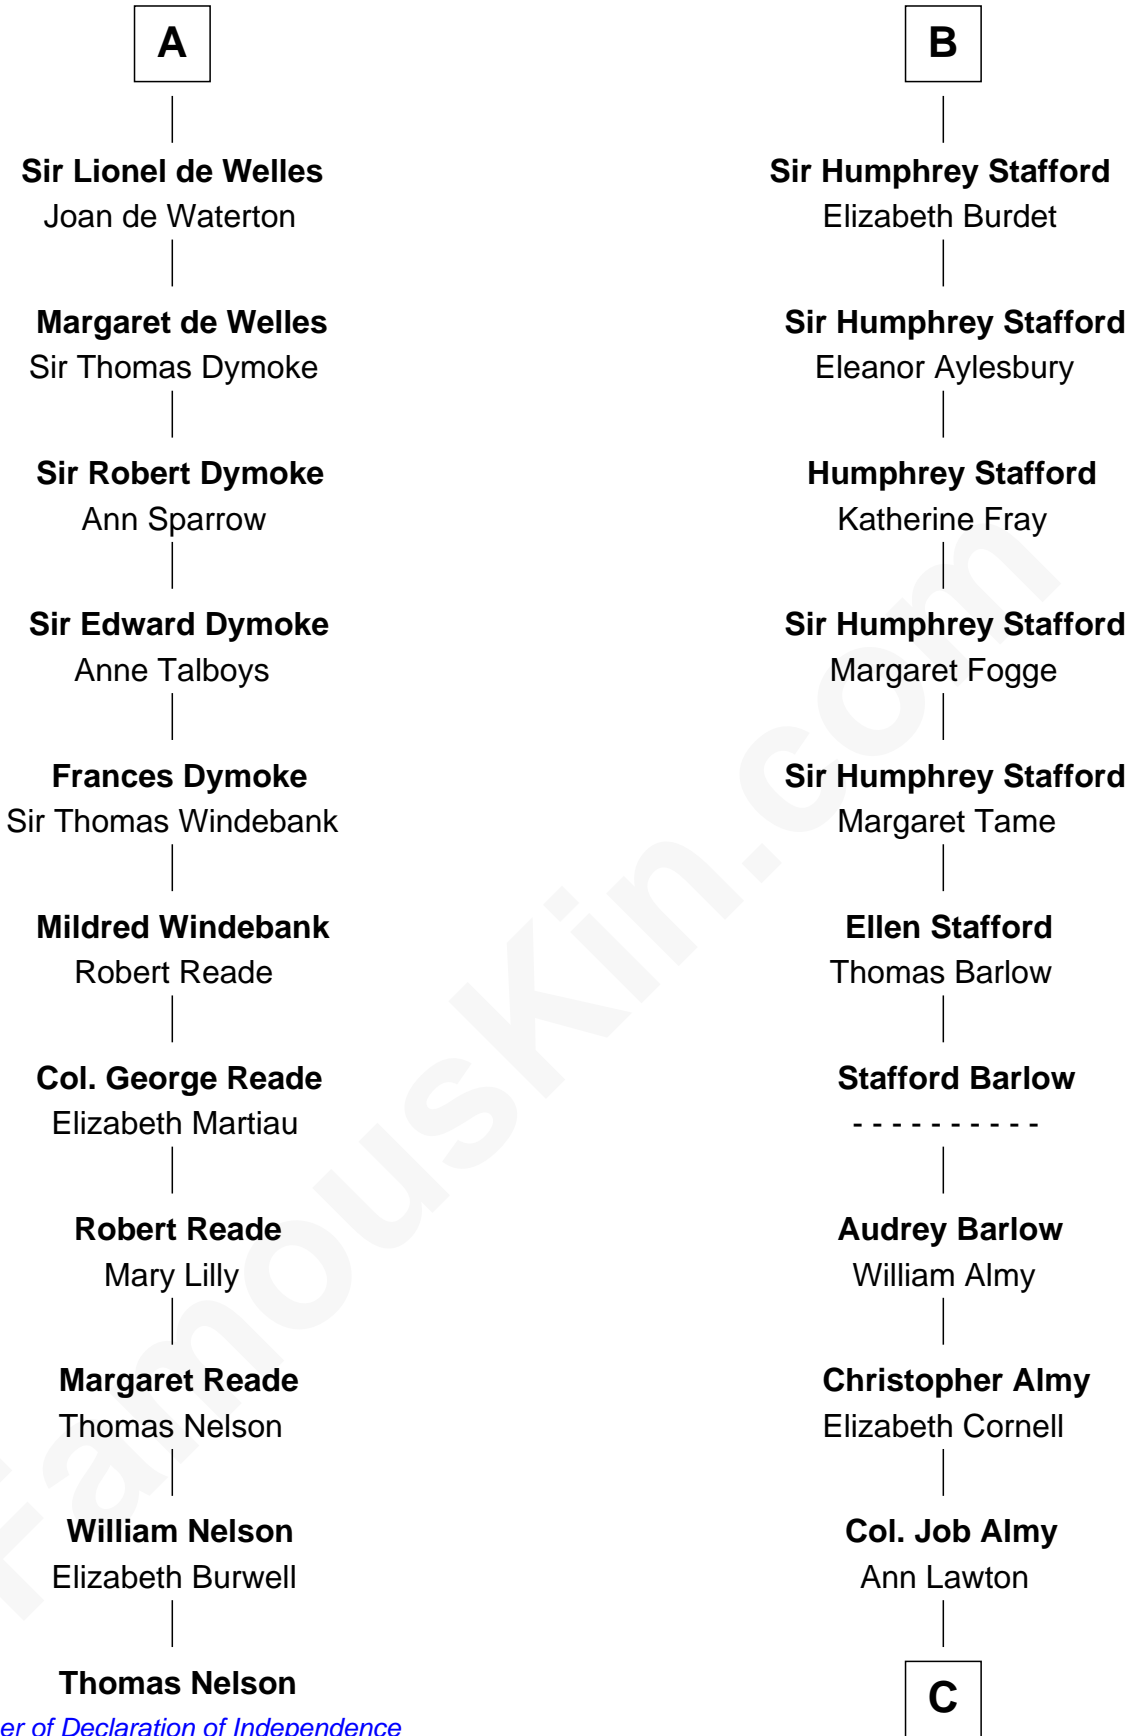 A
Sir Lionel de Welles
Joan de Waterton
Margaret de Welles
Sir Thomas Dymoke
Sir Robert Dymoke
Ann Sparrow
Sir Edward Dymoke
Anne Talboys
Frances Dymoke
Sir Thomas Windebank
Mildred Windebank
Robert Reade
Col. George Reade
Elizabeth Martiau
Robert Reade
Mary Lilly
Margaret Reade
Thomas Nelson
William Nelson
Elizabeth Burwell
Thomas Nelson
er of Declaration of Independence
B
Sir Humphrey Stafford
Elizabeth Burdet
Sir Humphrey Stafford
Eleanor Aylesbury
Humphrey Stafford
Katherine Fray
Sir Humphrey Stafford
Margaret Fogge
Sir Humphrey Stafford
Margaret Tame
Ellen Stafford
Thomas Barlow
Stafford Barlow
- - - - - - - - - -
Audrey Barlow
William Almy
Christopher Almy
Elizabeth Cornell
Col. Job Almy
Ann Lawton
C
FamousKin.com